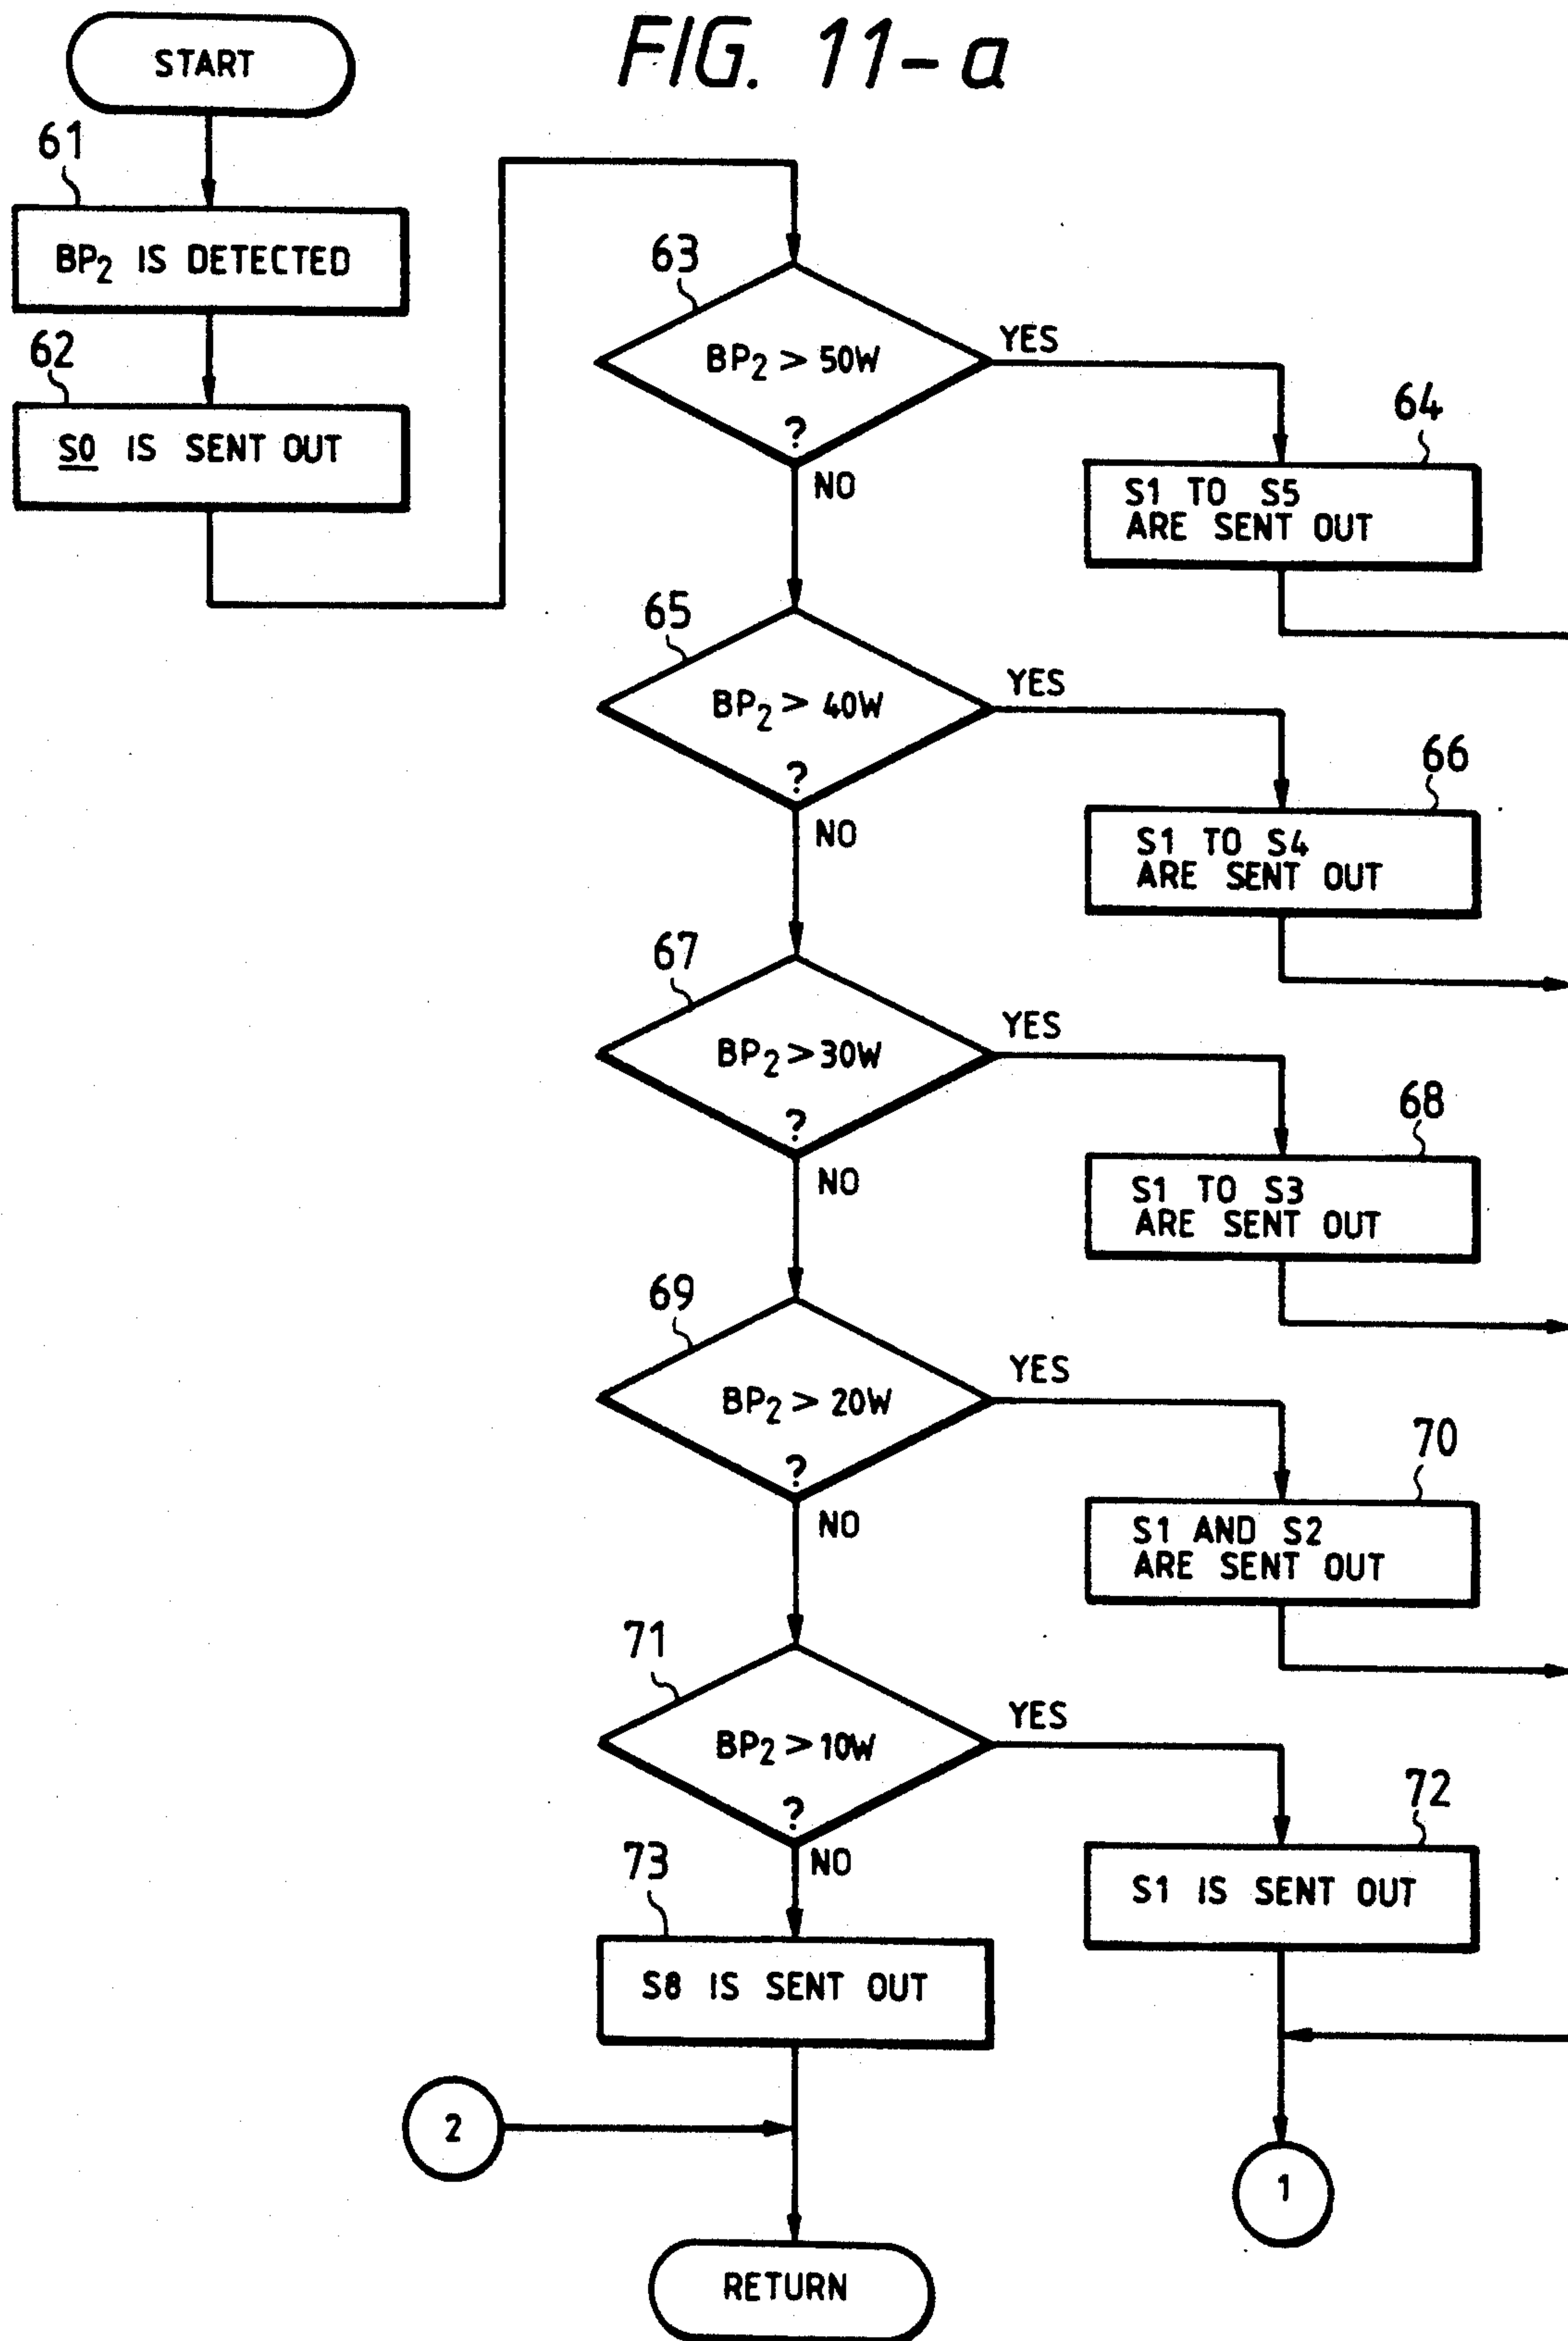 FIG. 11-a
START
61
BP₂ IS DETECTED
62
S0 IS SENT OUT
63
BP₂ > 50W
?
YES
NO
64
S1 TO S5
ARE SENT OUT
65
BP₂ > 40W
?
YES
NO
66
S1 TO S4
ARE SENT OUT
67
BP₂ > 30W
?
YES
NO
68
S1 TO S3
ARE SENT OUT
69
BP₂ > 20W
?
YES
NO
70
S1 AND S2
ARE SENT OUT
71
BP₂ > 10W
?
YES
NO
72
S1 IS SENT OUT
73
S8 IS SENT OUT
2
1
RETURN